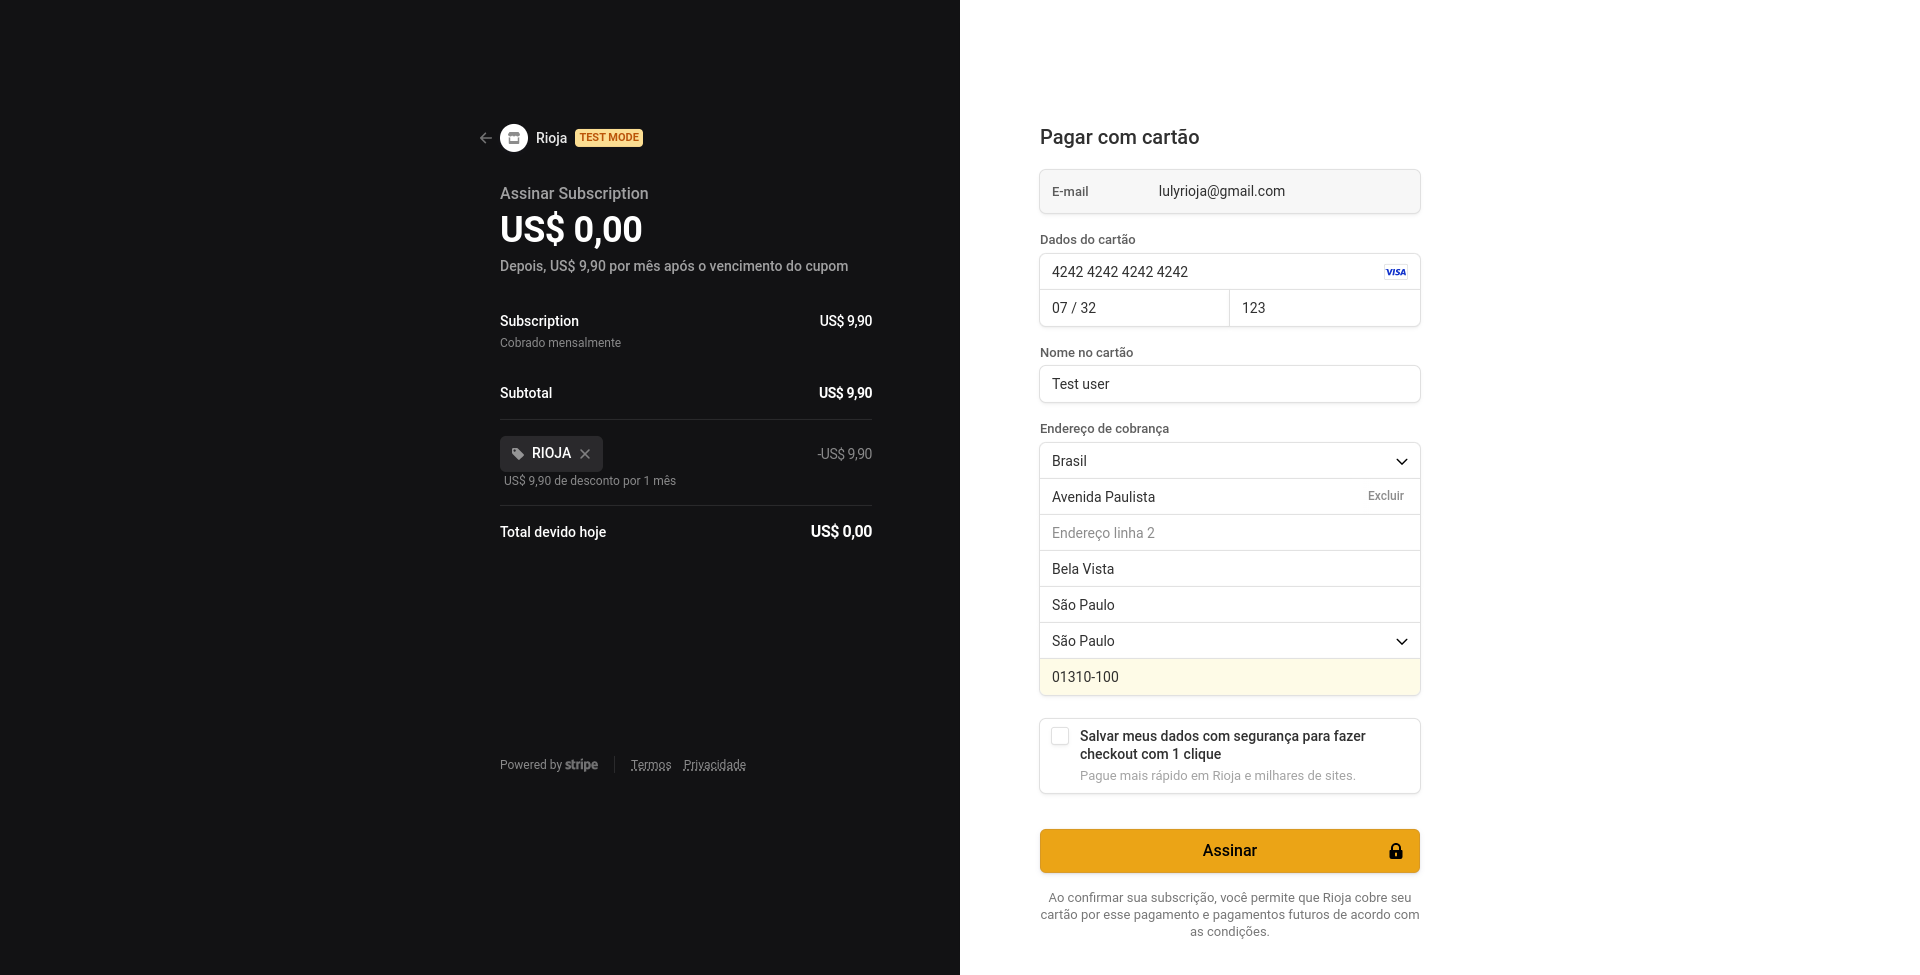 Rioja TEST MODE
Assinar Subscription
US$ 0,00
Depois, US$ 9,90 por mês após o vencimento do cupom
Subscription US$ 9,90
Cobrado mensalmente
Subtotal US$ 9,90
RIOJA -US$ 9,90
US$ 9,90 de desconto por 1 mês
Total devido hoje US$ 0,00
Powered by stripe Termos Privacidade
Pagar com cartão
E-mail lulyrioja@gmail.com
Dados do cartão
4242 4242 4242 4242 VISA
07 / 32 123
Nome no cartão
Test user
Endereço de cobrança
Brasil
Avenida Paulista Excluir
Endereço linha 2
Bela Vista
São Paulo
São Paulo
01310-100
Salvar meus dados com segurança para fazer
checkout com 1 clique
Pague mais rápido em Rioja e milhares de sites.
Assinar
Ao confirmar sua subscrição, você permite que Rioja cobre seu
cartão por esse pagamento e pagamentos futuros de acordo com
as condições.